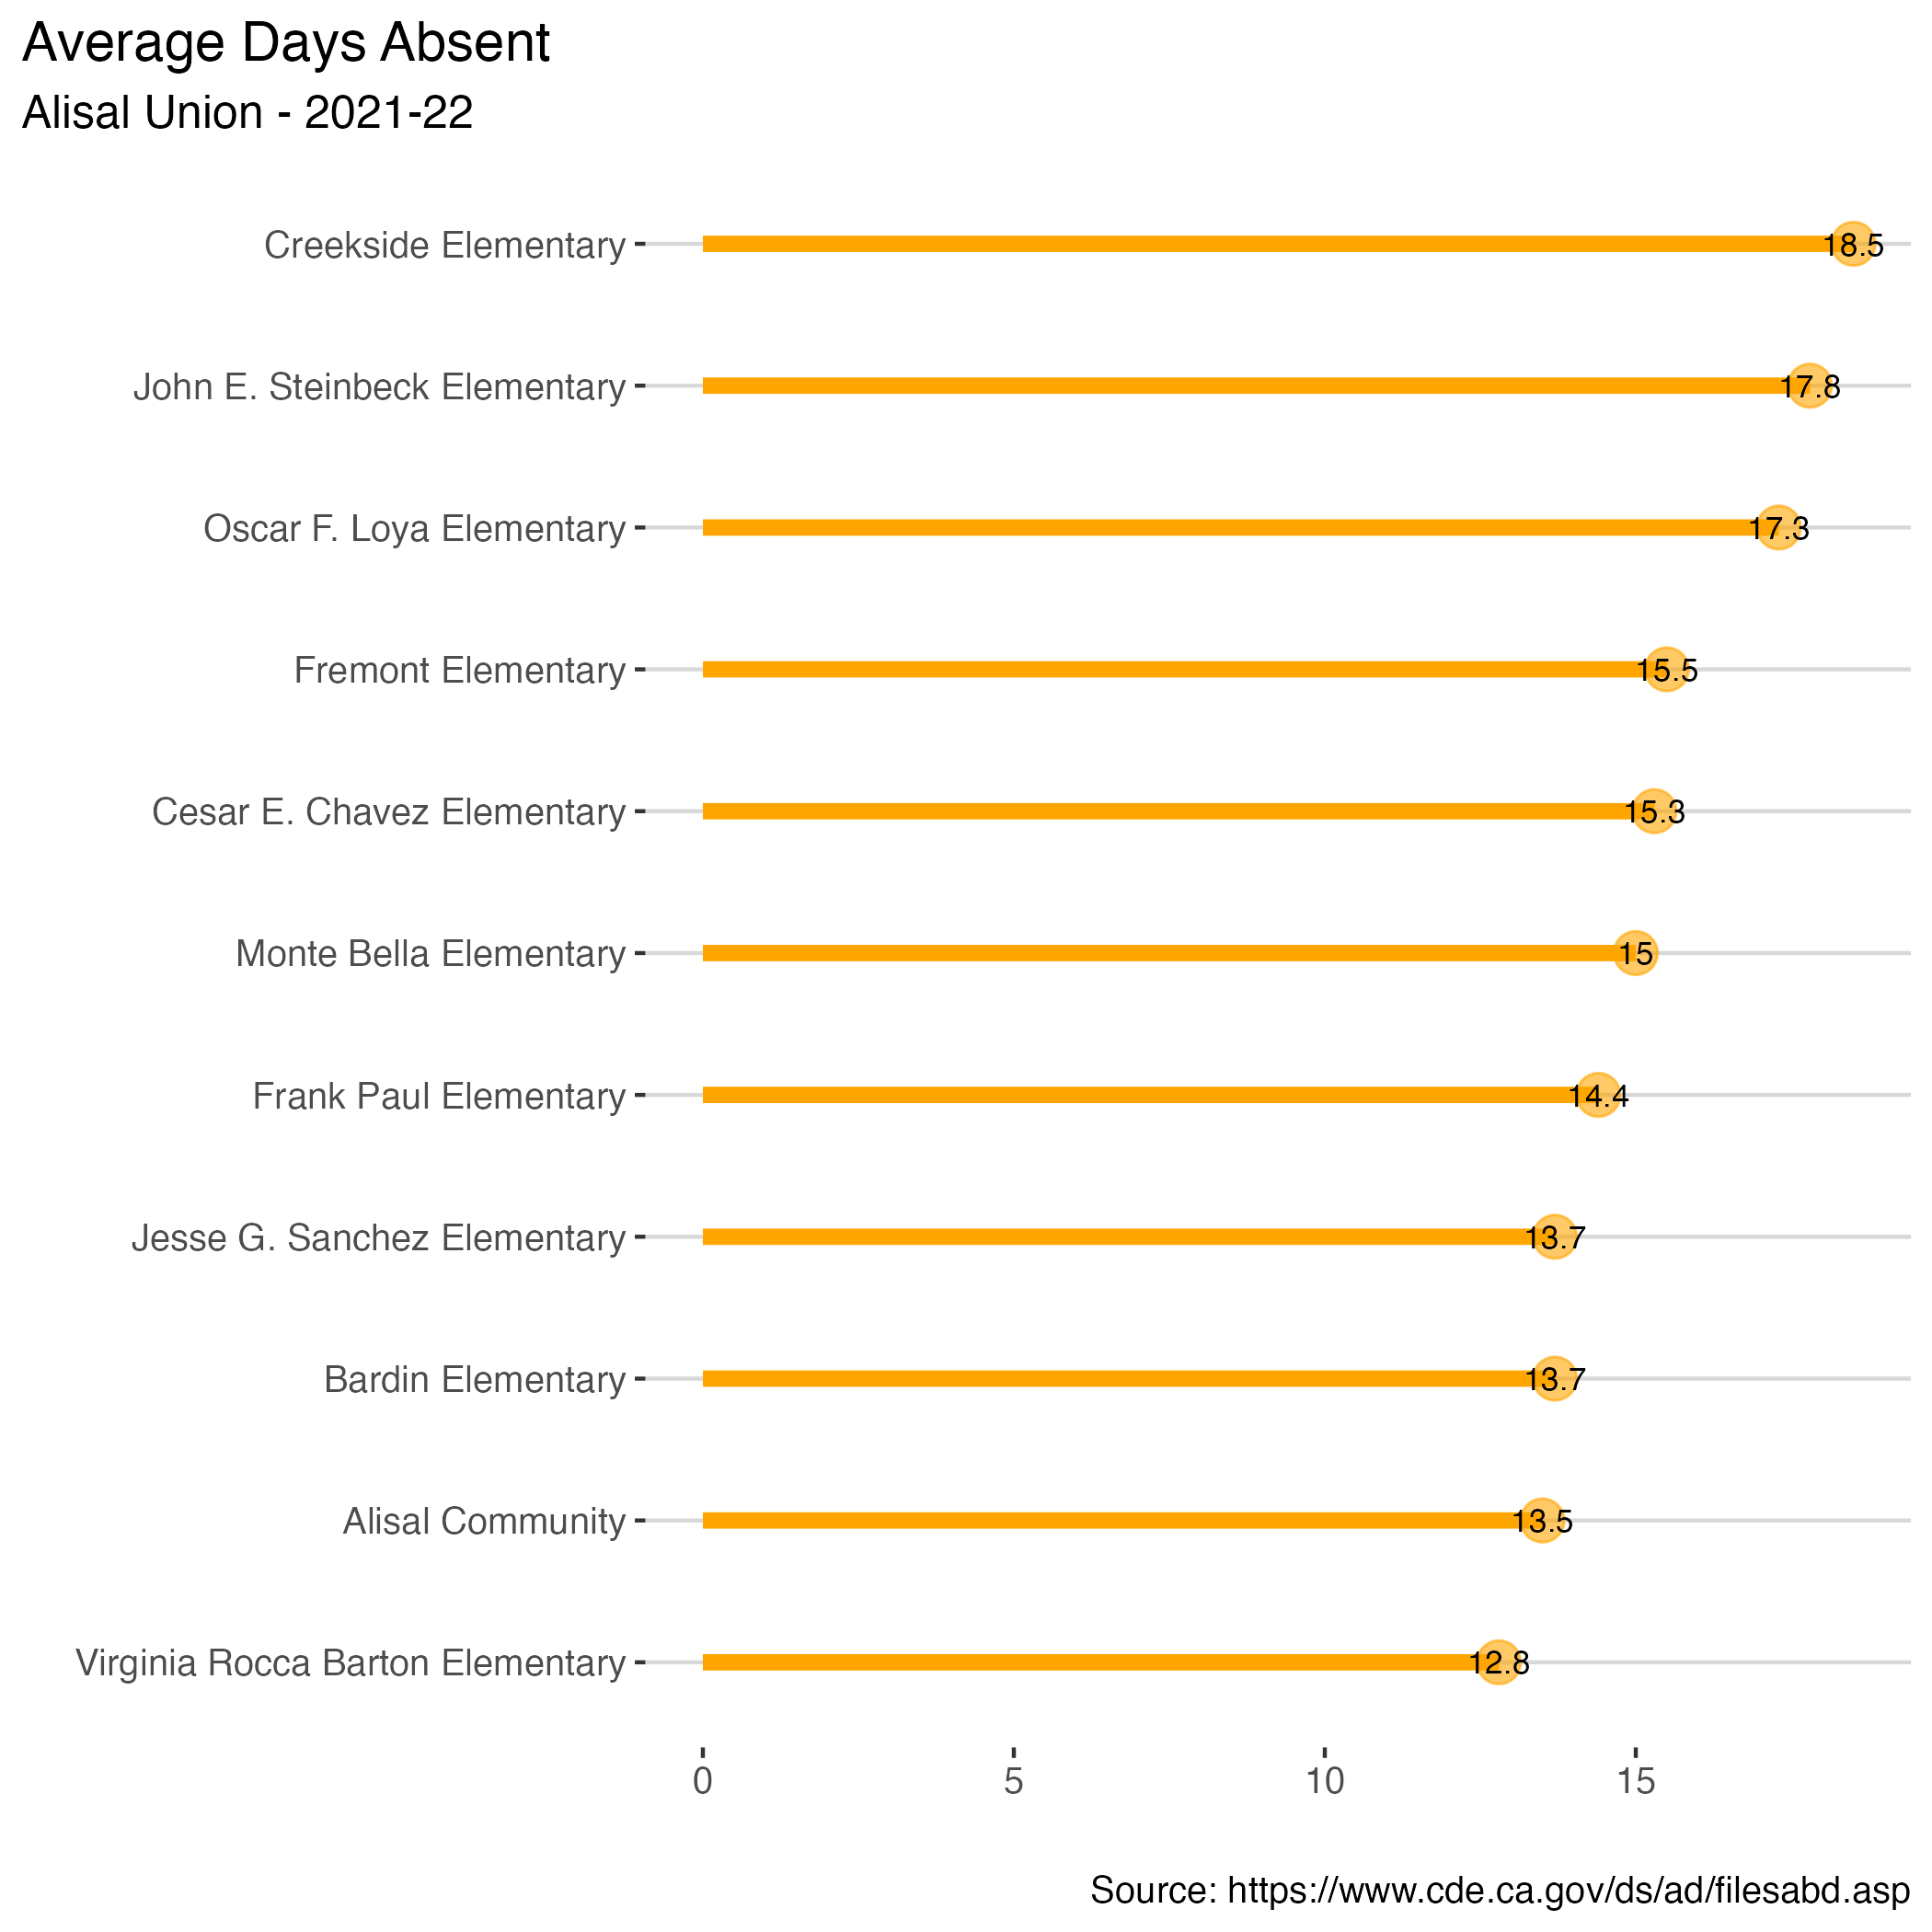 Average Days Absent
Alisal Union - 2021-22
Creekside Elementary 18.5
John E. Steinbeck Elementary 17.8
Oscar F. Loya Elementary 17.3
Fremont Elementary 15.5
Cesar E. Chavez Elementary 15.3
Monte Bella Elementary 15
Frank Paul Elementary 14.4
Jesse G. Sanchez Elementary 13.7
Bardin Elementary 13.7
Alisal Community 13.5
Virginia Rocca Barton Elementary 12.8
0 5 10 15
Source: https://www.cde.ca.gov/ds/ad/filesabd.asp